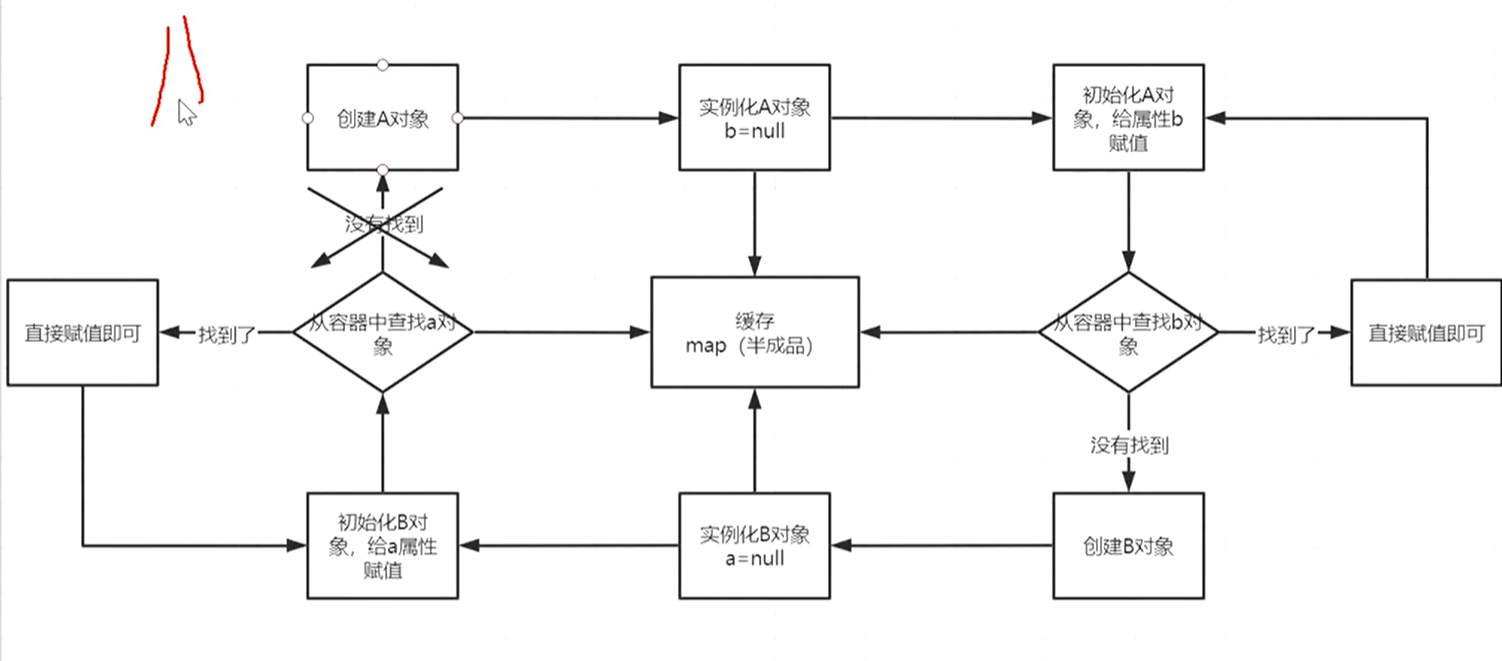 创建A对象
实例化A对象
b=null
初始化A对
象，给属性b
赋值
没有找到
直接赋值即可
找到了
从容器中查找a对
象
缓存
map（半成品）
从容器中查找b对
象
找到了
直接赋值即可
没有找到
初始化B对
象，给a属性
赋值
实例化B对象
a=null
创建B对象